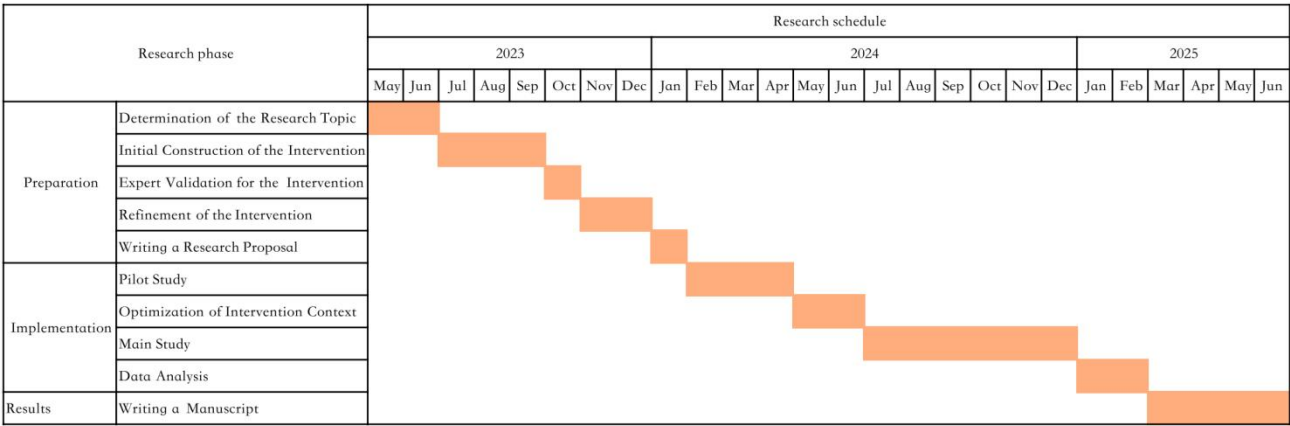 Research phase
Research schedule
2023 2024 2025
May Jun Jul Aug Sep Oct Nov Dec Jan Feb Mar Apr May Jun Jul Aug Sep Oct Nov Dec Jan Feb Mar Apr May Jun
Preparation
Determination of the Research Topic
Initial Construction of the Intervention
Expert Validation for the Intervention
Refinement of the Intervention
Writing a Research Proposal
Implementation
Pilot Study
Optimization of Intervention Context
Main Study
Data Analysis
Results
Writing a Manuscript